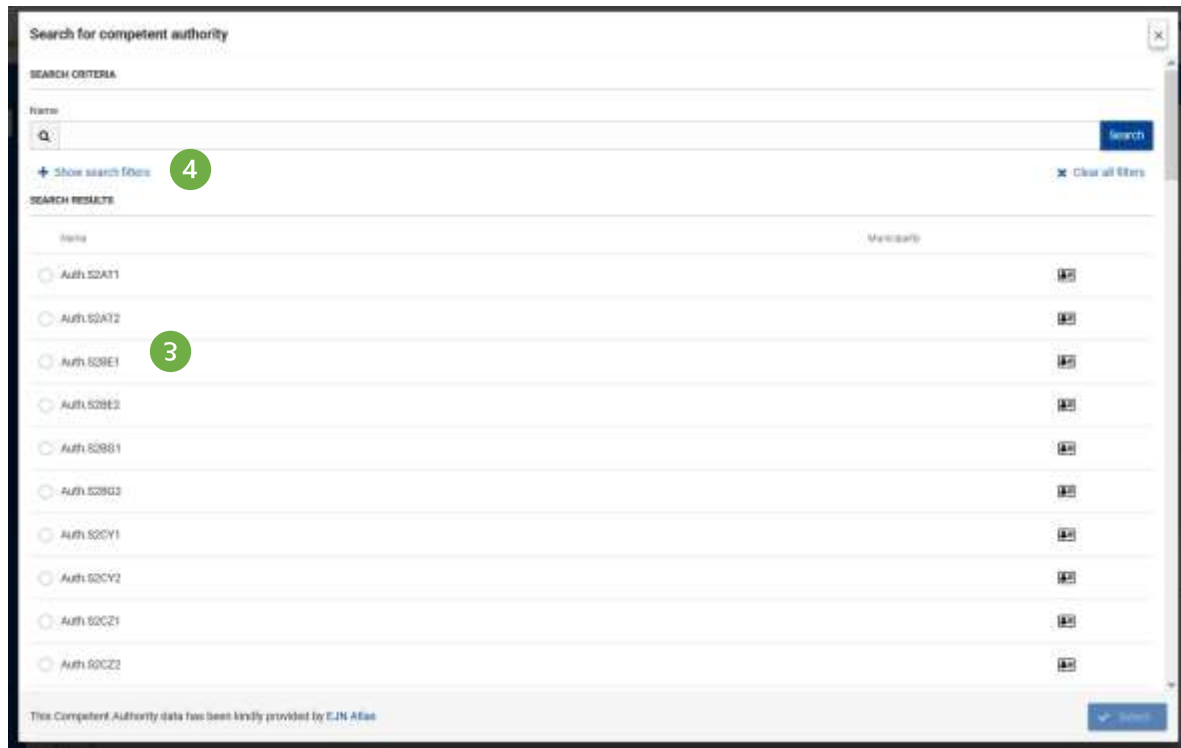 Search for competent authority
×
SEARCH CRITERIA
Name
Search
+ Show search filters
4
× Clear all filters
SEARCH RESULTS
Name Municipality
Auth.S2AT1
Auth.S2AT2
Auth.S2BE1
3
Auth.S2BE2
Auth.S2BG1
Auth.S2BG2
Auth.S2CY1
Auth.S2CY2
Auth.S2CZ1
Auth.S2CZ2
This Competent Authority data has been kindly provided by EJN Atlas
Select